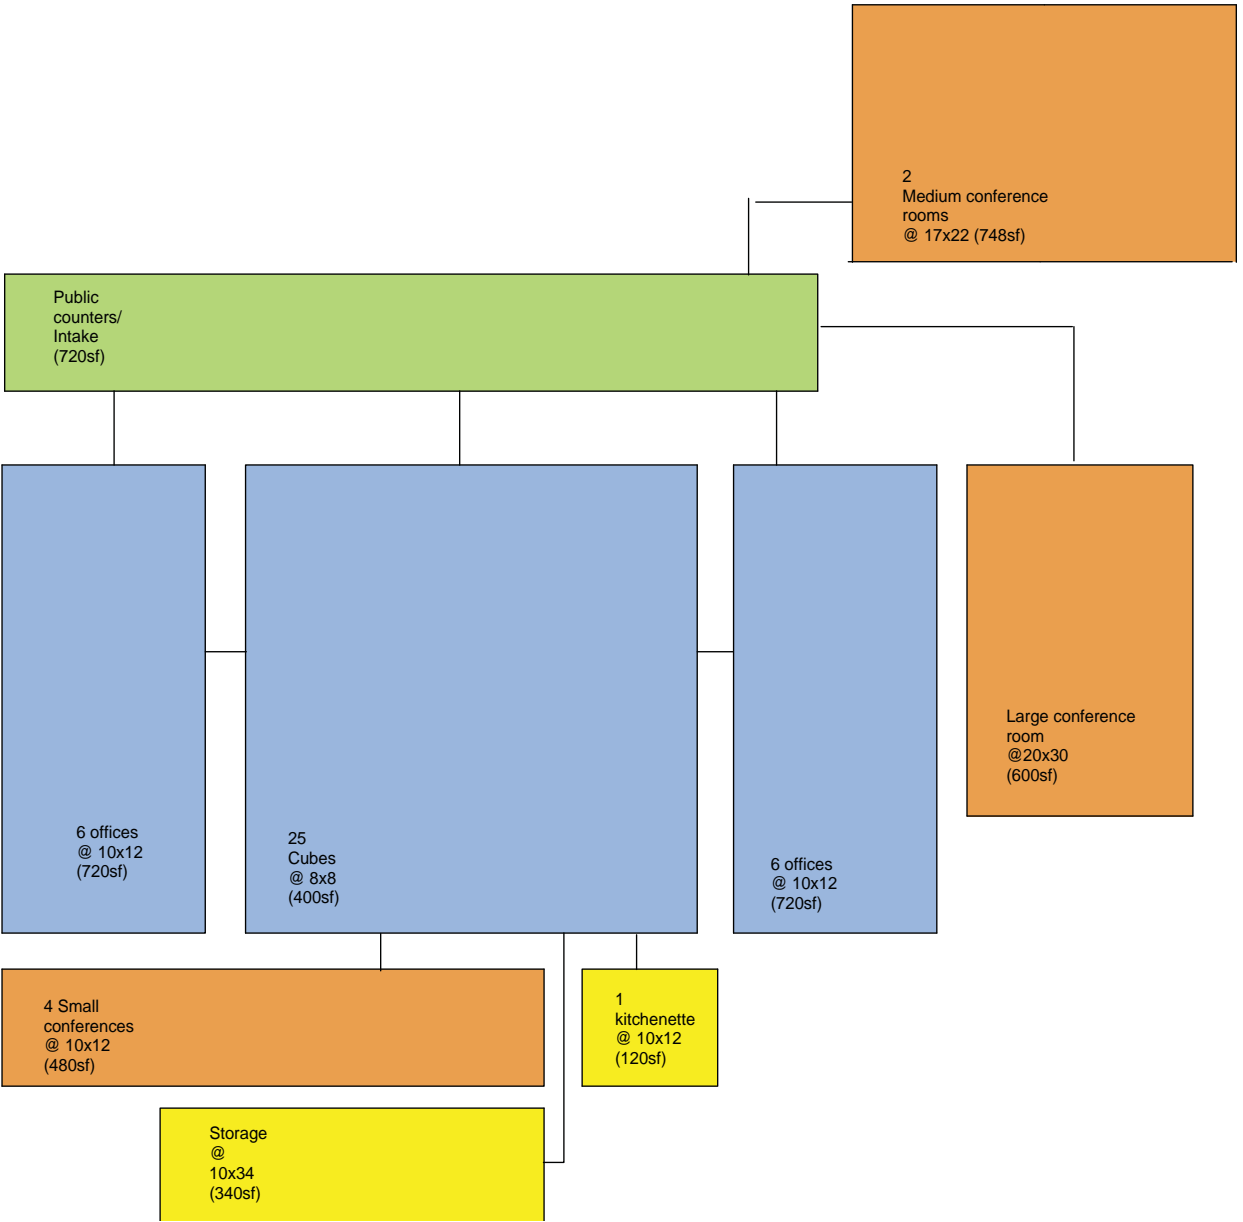 2
Medium conference
rooms
@ 17x22 (748sf)
Public
counters/
Intake
(720sf)
6 offices
@ 10x12
(720sf)
25
Cubes
@ 8x8
(400sf)
6 offices
@ 10x12
(720sf)
Large conference
room
@20x30
(600sf)
4 Small
conferences
@ 10x12
(480sf)
1
kitchenette
@ 10x12
(120sf)
Storage
@
10x34
(340sf)